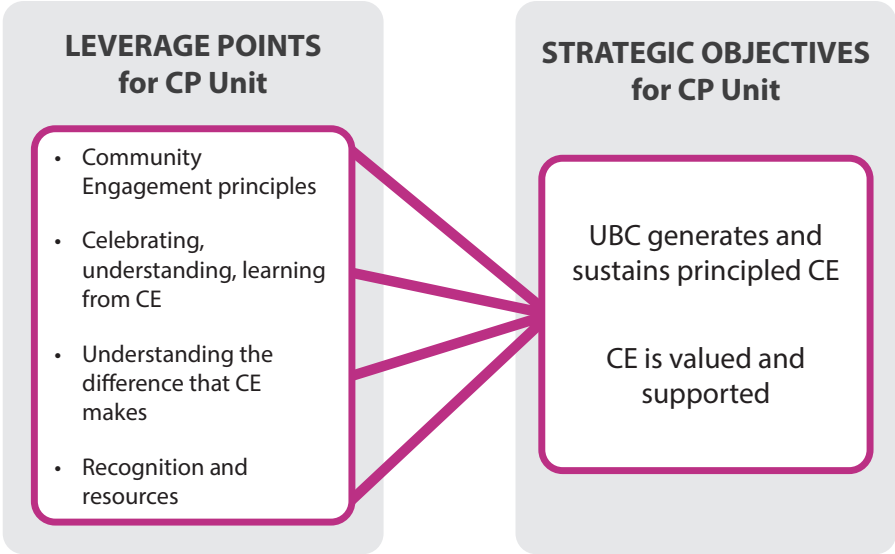 LEVERAGE POINTS
for CP Unit
• Community
Engagement principles
• Celebrating,
understanding, learning
from CE
• Understanding the
difference that CE
makes
• Recognition and
resources
STRATEGIC OBJECTIVES
for CP Unit
UBC generates and
sustains principled CE
CE is valued and
supported